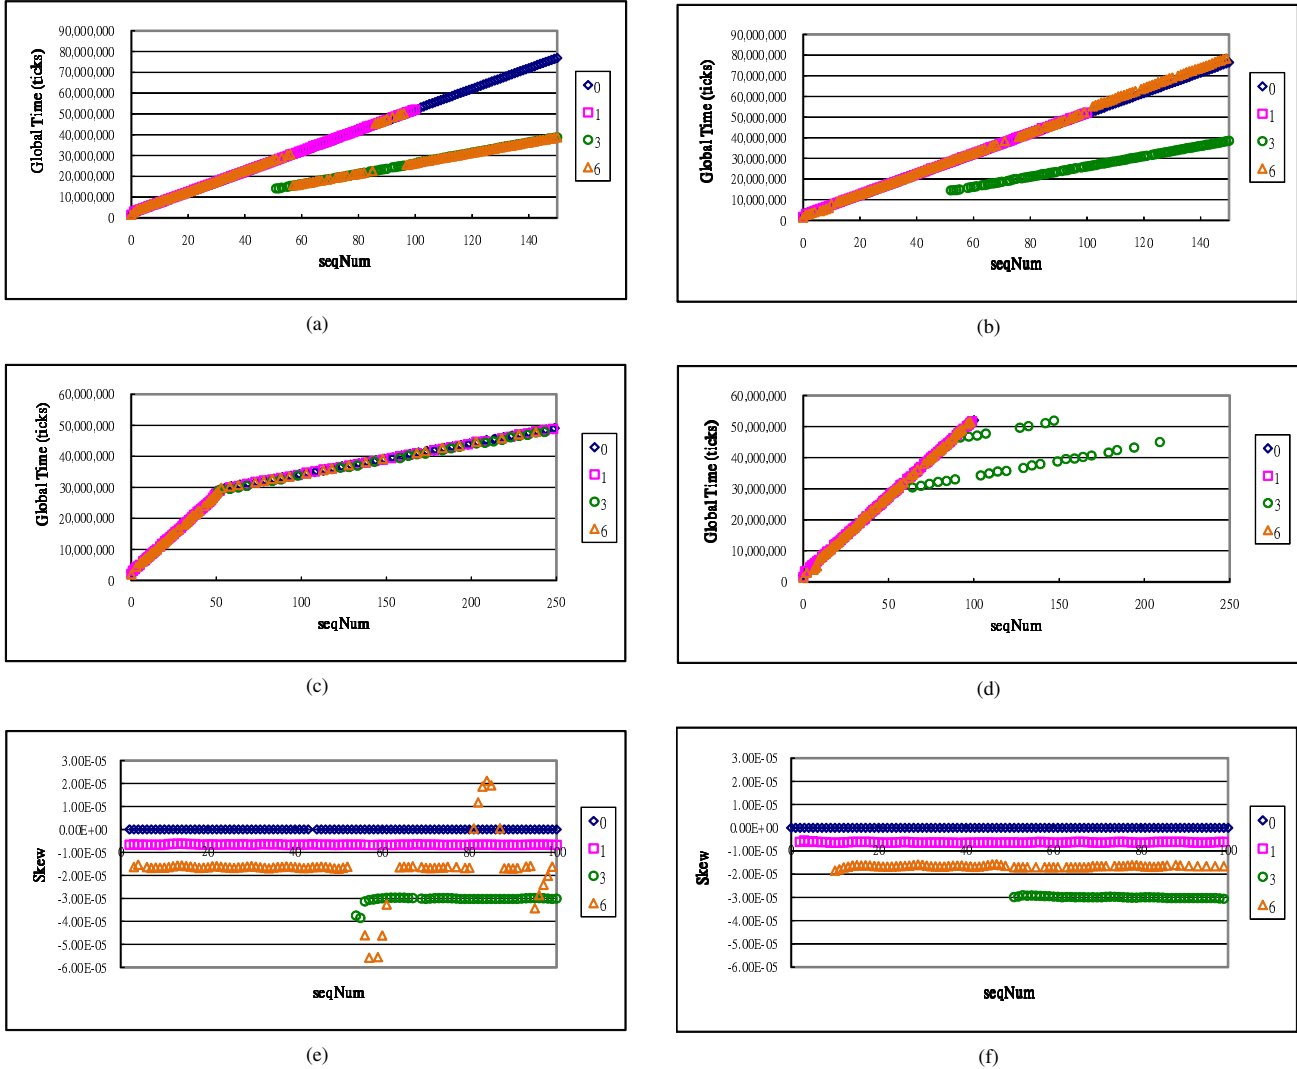 90,000,000
80,000,000
70,000,000
60,000,000
50,000,000
40,000,000
30,000,000
20,000,000
10,000,000
0
Global Time (ticks)
0 20 40 60 80 100 120 140
seqNum
0
1
3
6
(a)
90,000,000
80,000,000
70,000,000
60,000,000
50,000,000
40,000,000
30,000,000
20,000,000
10,000,000
0
Global Time (ticks)
0 20 40 60 80 100 120 140
seqNum
0
1
3
6
(b)
60,000,000
50,000,000
40,000,000
30,000,000
20,000,000
10,000,000
0
Global Time (ticks)
0 50 100 150 200 250
seqNum
0
1
3
6
(c)
60,000,000
50,000,000
40,000,000
30,000,000
20,000,000
10,000,000
0
Global Time (ticks)
0 50 100 150 200 250
seqNum
0
1
3
6
(d)
3.00E-05
2.00E-05
1.00E-05
0.00E+00
-1.00E-05
-2.00E-05
-3.00E-05
-4.00E-05
-5.00E-05
-6.00E-05
Skew
0 20 40 60 80 100
seqNum
0
1
3
6
(e)
3.00E-05
2.00E-05
1.00E-05
0.00E+00
-1.00E-05
-2.00E-05
-3.00E-05
-4.00E-05
-5.00E-05
-6.00E-05
Skew
0 20 40 60 80 100
seqNum
0
1
3
6
(f)